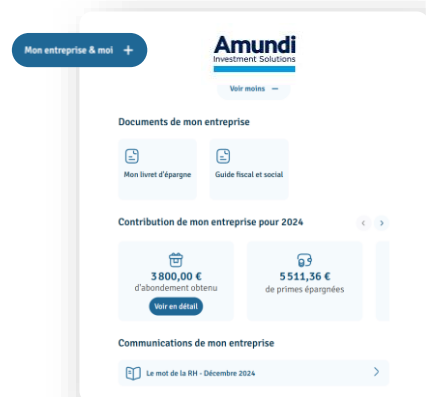 Mon entreprise & moi +
Amundi
Investment Solutions
Voir moins −
Documents de mon entreprise
Mon livret d'épargne
Guide fiscal et social
Contribution de mon entreprise pour 2024
3 800,00 €
d'abondement obtenu
Voir en détail
5 511,36 €
de primes épargnées
Communications de mon entreprise
Le mot de la RH - Décembre 2024